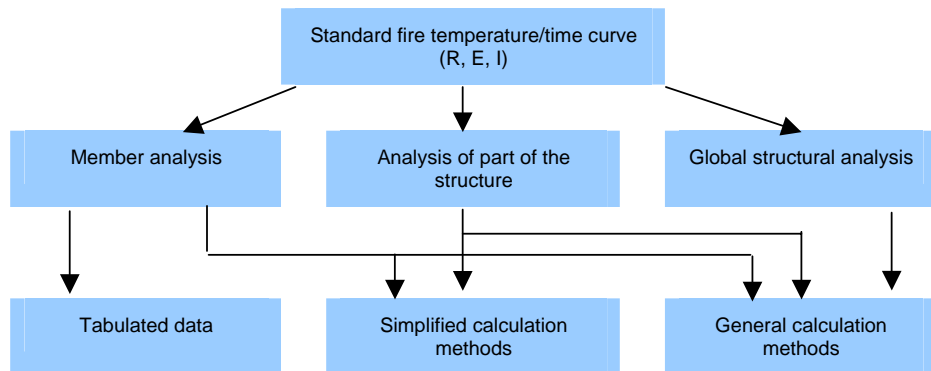 Standard fire temperature/time curve
(R, E, I)
Member analysis
Analysis of part of the
structure
Global structural analysis
Tabulated data
Simplified calculation
methods
General calculation
methods